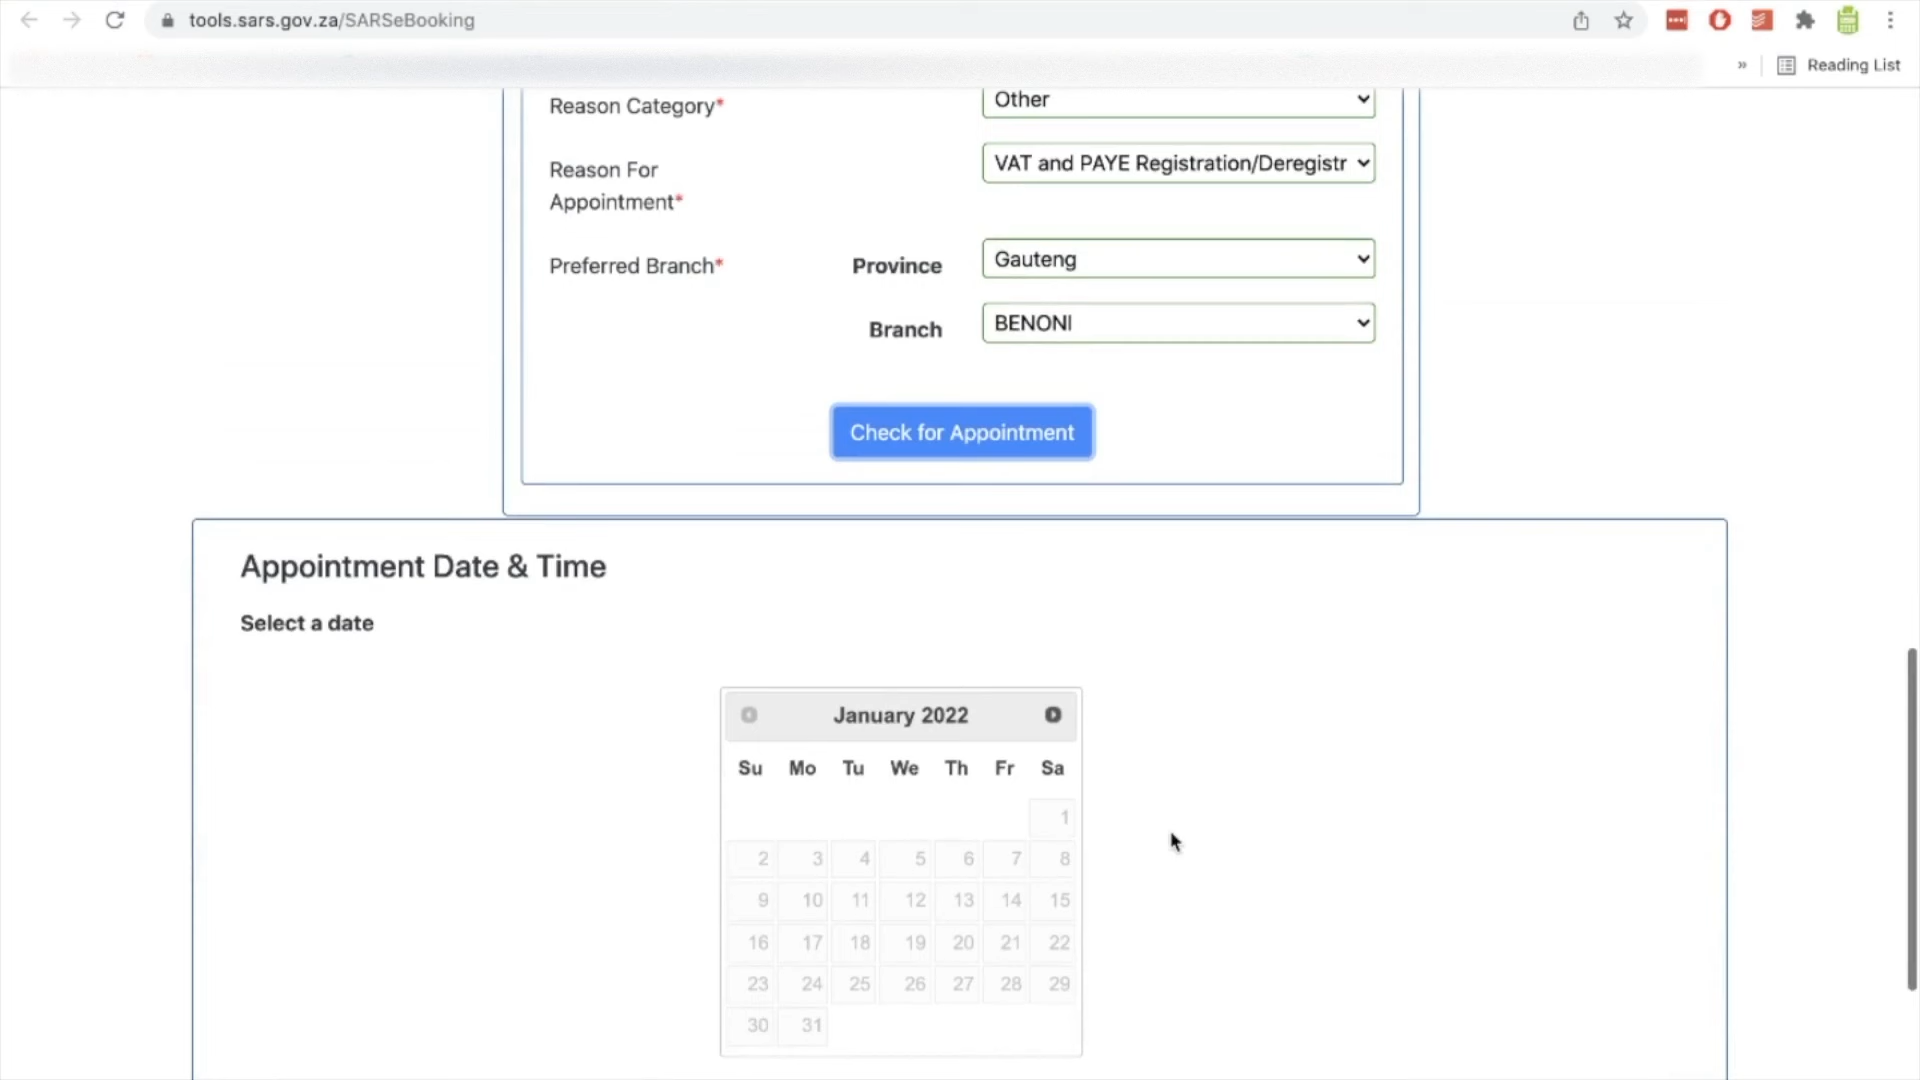 tools.sars.gov.za/SARSeBooking
» Reading List
Reason Category* Other
Reason For Appointment* VAT and PAYE Registration/Deregistr
Preferred Branch* Province Gauteng
Branch BENONI
Check for Appointment
Appointment Date & Time
Select a date
January 2022
Su Mo Tu We Th Fr Sa
1
2 3 4 5 6 7 8
9 10 11 12 13 14 15
16 17 18 19 20 21 22
23 24 25 26 27 28 29
30 31